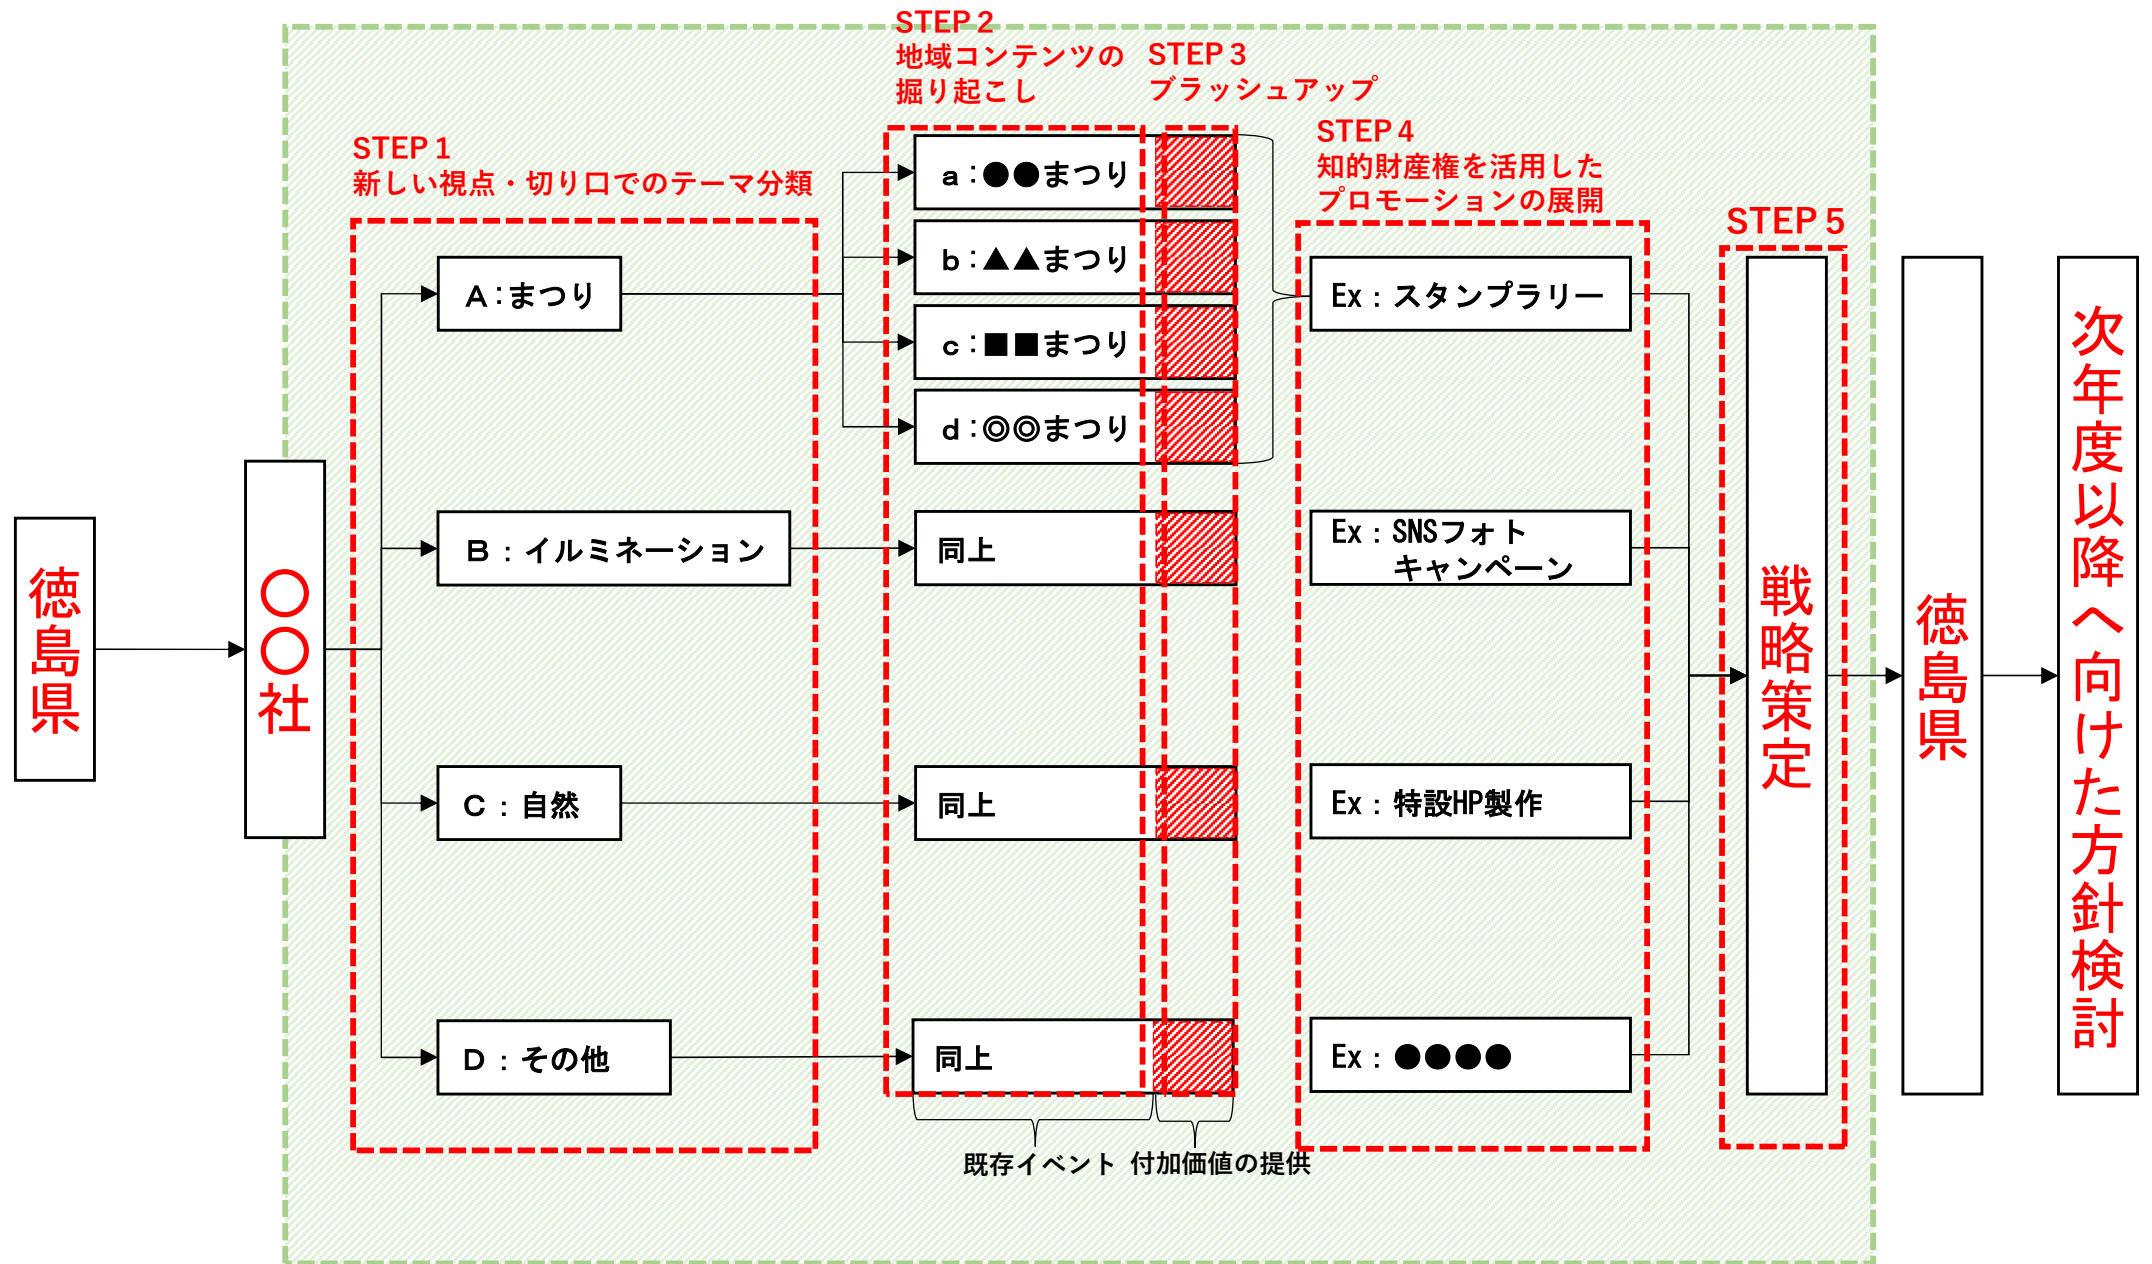 徳島県
〇〇社
STEP１
新しい視点・切り口でのテーマ分類
A：まつり
B：イルミネーション
C：自然
D：その他
STEP２
地域コンテンツの
掘り起こし
STEP３
ブラッシュアップ
a：●●まつり
b：▲▲まつり
c：■■まつり
d：◎◎まつり
同上
同上
同上
既存イベント
付加価値の提供
STEP４
知的財産権を活用した
プロモーションの展開
Ex：スタンプラリー
Ex：SNSフォト
キャンペーン
Ex：特設HP製作
Ex：●●●●
STEP５
戦略策定
徳島県
次年度以降へ向けた方針検討